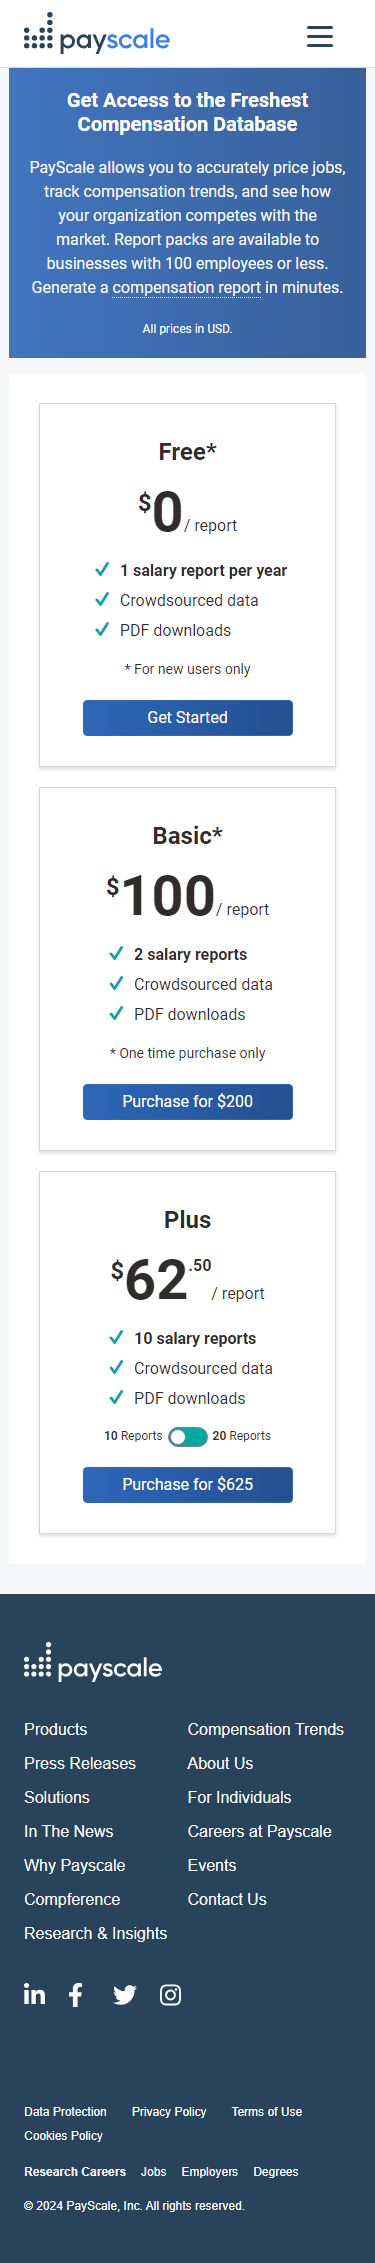 payscale
Get Access to the Freshest
Compensation Database
PayScale allows you to accurately price jobs,
track compensation trends, and see how
your organization competes with the
market. Report packs are available to
businesses with 100 employees or less.
Generate a compensation report in minutes.
All prices in USD.
Free*
$0 / report
1 salary report per year
Crowdsourced data
PDF downloads
* For new users only
Get Started
Basic*
$100 / report
2 salary reports
Crowdsourced data
PDF downloads
* One time purchase only
Purchase for $200
Plus
$62.50 / report
10 salary reports
Crowdsourced data
PDF downloads
10 Reports 20 Reports
Purchase for $625
payscale
Products Compensation Trends
Press Releases About Us
Solutions For Individuals
In The News Careers at Payscale
Why Payscale Events
Compference Contact Us
Research & Insights
Data Protection Privacy Policy Terms of Use
Cookies Policy
Research Careers Jobs Employers Degrees
© 2024 PayScale, Inc. All rights reserved.